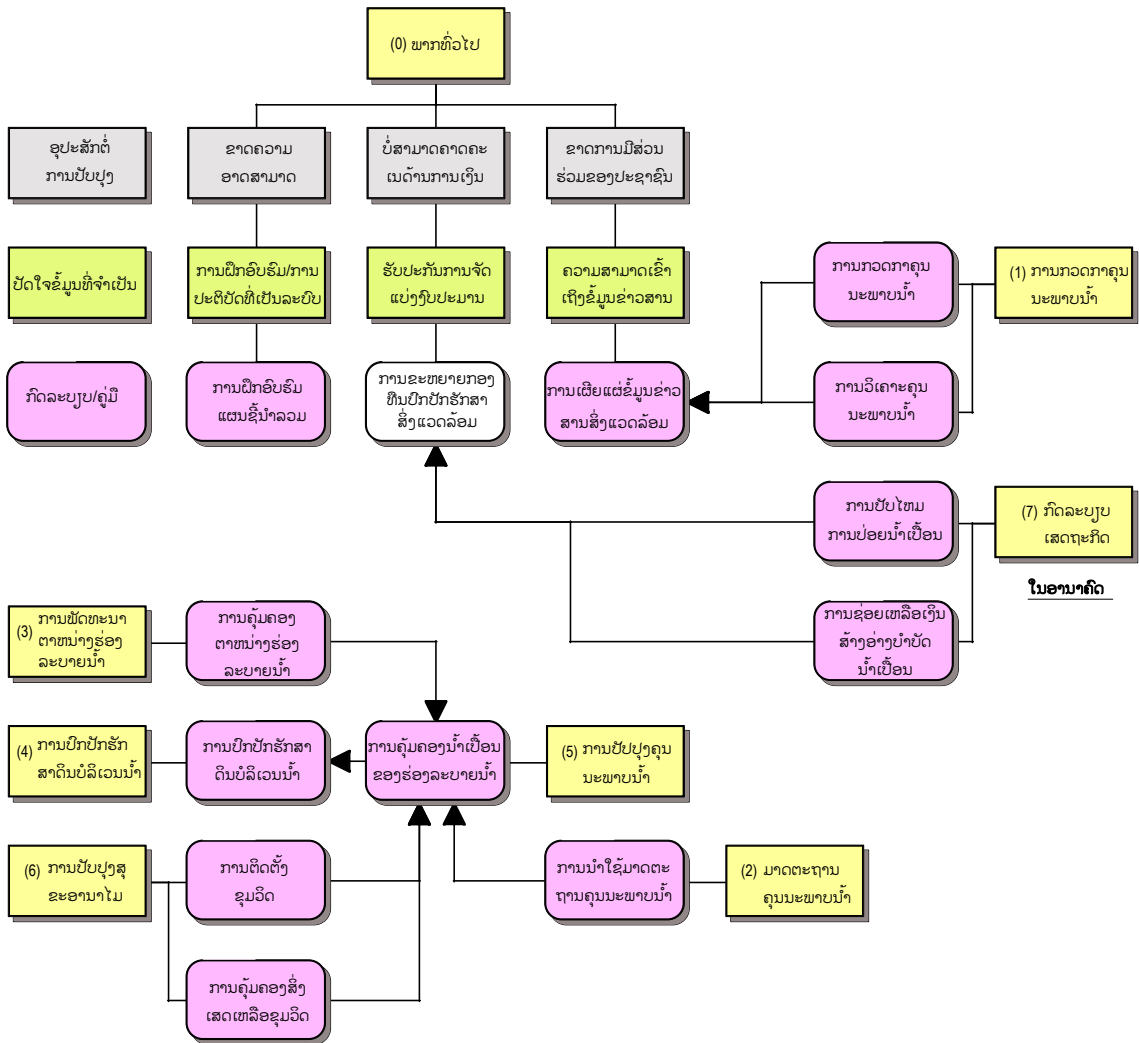 (0) ພາກທົ່ວໄປ
ອຸປະສັກຕໍ່
ການປັບປຸງ
ຂາດຄວາມ
ອາດສາມາດ
ບໍ່ສາມາດຄາດຄະ
ເນດ້ານການເງິນ
ຂາດການມີສ່ວນ
ຮ່ວມຂອງປະຊາຊົນ
ປັດໃຈຂໍ້ມູນທີ່ຈຳເປັນ
ການຝຶກອົບຮົມ/ການ
ປະຕິບັດທີ່ເປັນລະບົບ
ຮັບປະກັນການຈັດ
ແບ່ງງົບປະມານ
ຄວາມສາມາດເຂົ້າ
ເຖິງຂໍ້ມູນຂ່າວສານ
ການກວດກາຄຸນ
ນະພາບນ້ຳ
(1) ການກວດກາຄຸນ
ນະພາບນ້ຳ
ກົດລະບຽບ/ຄູ່ມື
ການຝຶກອົບຮົມ
ແຜນຊີ້ນຳລວມ
ການຂະຫຍາຍກອງ
ທຶນປົກປັກຮັກສາ
ສິ່ງແວດລ້ອມ
ການເຜີຍແຜ່ຂໍ້ມູນຂ່າວ
ສານສິ່ງແວດລ້ອມ
ການວິເຄາະຄຸນ
ນະພາບນ້ຳ
ການປັບໄຫມ
ການປ່ອຍນ້ຳເປື້ອນ
(7) ກົດລະບຽບ
ເສດຖະກິດ
ໃນອານາຄົດ
(3) ການພັດທະນາ
ຕາຫນ່າງຮ່ອງ
ລະບາຍນ້ຳ
ການຄຸ້ມຄອງ
ຕາຫນ່າງຮ່ອງ
ລະບາຍນ້ຳ
ການຊ່ອຍເຫລືອເງິນ
ສ້າງອ່າງບຳບັດ
ນ້ຳເປື້ອນ
(4) ການປົກປັກຮັກ
ສາດິນບໍລິເວນນ້ຳ
ການປົກປັກຮັກສາ
ດິນບໍລິເວນນ້ຳ
ການຄຸ້ມຄອງນ້ຳເປື້ອນ
ຂອງຮ່ອງລະບາຍນ້ຳ
(5) ການປັປປຸງຄຸນ
ນະພາບນ້ຳ
(6) ການປັບປຸງສຸ
ຂະອານາໄມ
ການຕິດຕັ້ງ
ຂຸມວິດ
ການນຳໃຊ້ມາດຕະ
ຖານຄຸນນະພາບນ້ຳ
(2) ມາດຕະຖານ
ຄຸນນະພາບນ້ຳ
ການຄຸ້ມຄອງສິ່ງ
ເສດເຫລືອຂຸມວິດ